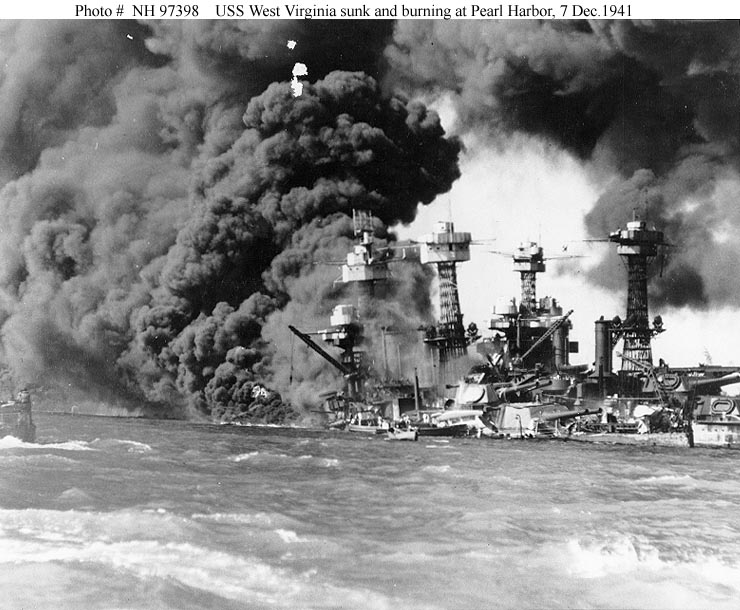 Photo #  NH 97398    USS West Virginia sunk and burning at Pearl Harbor, 7 Dec.1941